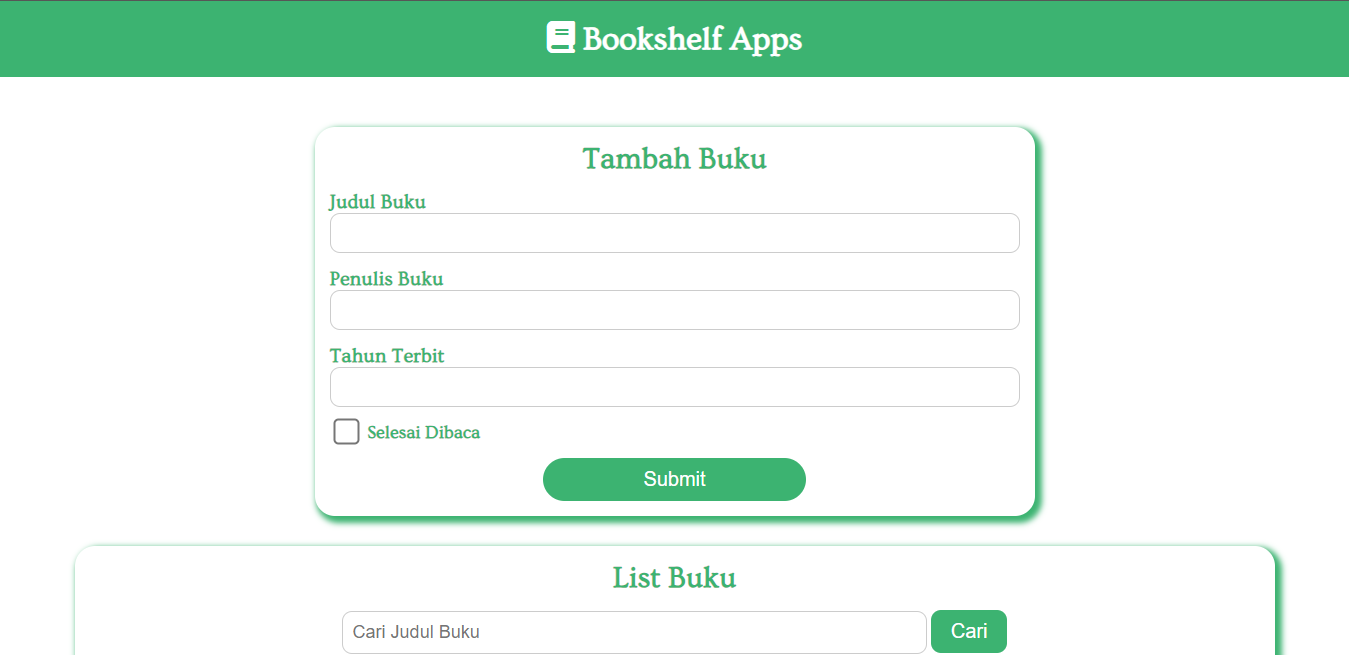 Bookshelf Apps
Tambah Buku
Judul Buku
Penulis Buku
Tahun Terbit
Selesai Dibaca
Submit
List Buku
Cari Judul Buku Cari